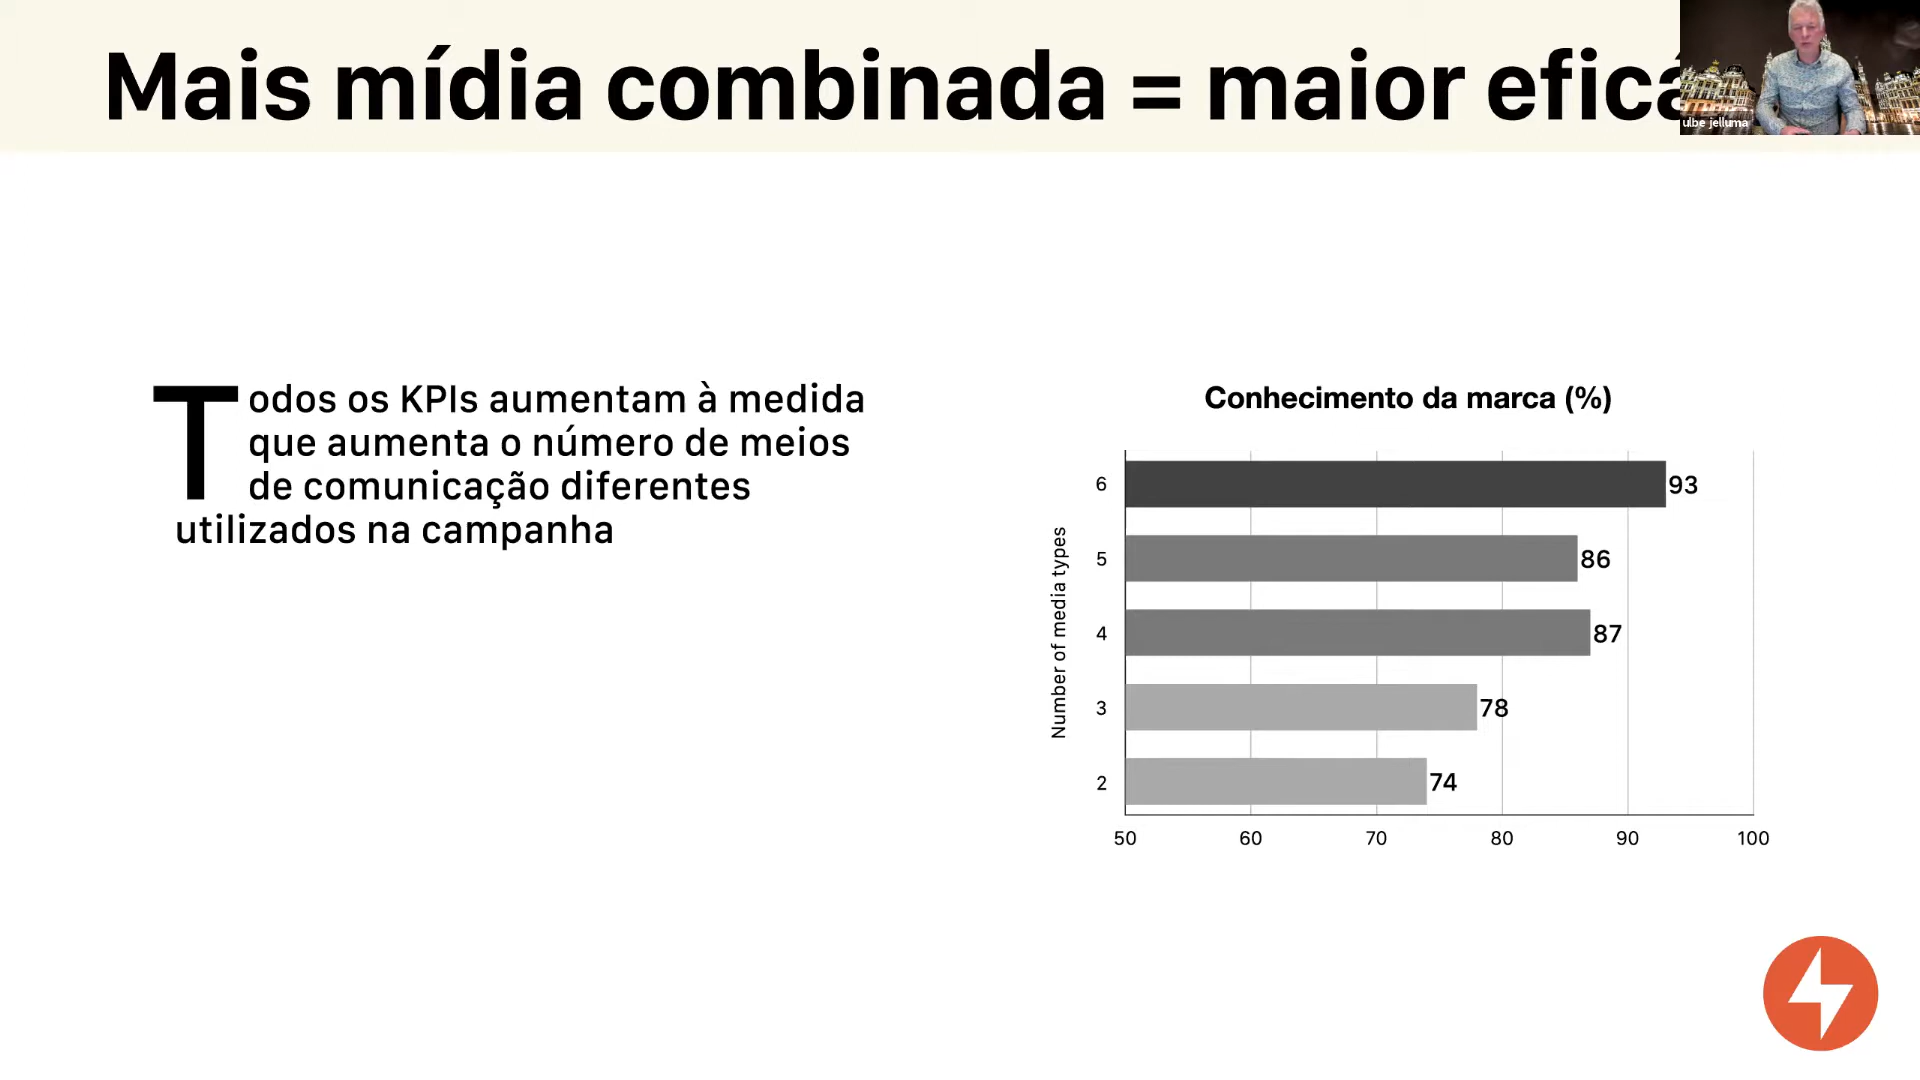 Mais mídia combinada = maior eficá
ulbe jelluma
Todos os KPIs aumentam à medida
que aumenta o número de meios
de comunicação diferentes
utilizados na campanha
Conhecimento da marca (%)
Number of media types
6
93
5
86
4
87
3
78
2
74
50 60 70 80 90 100